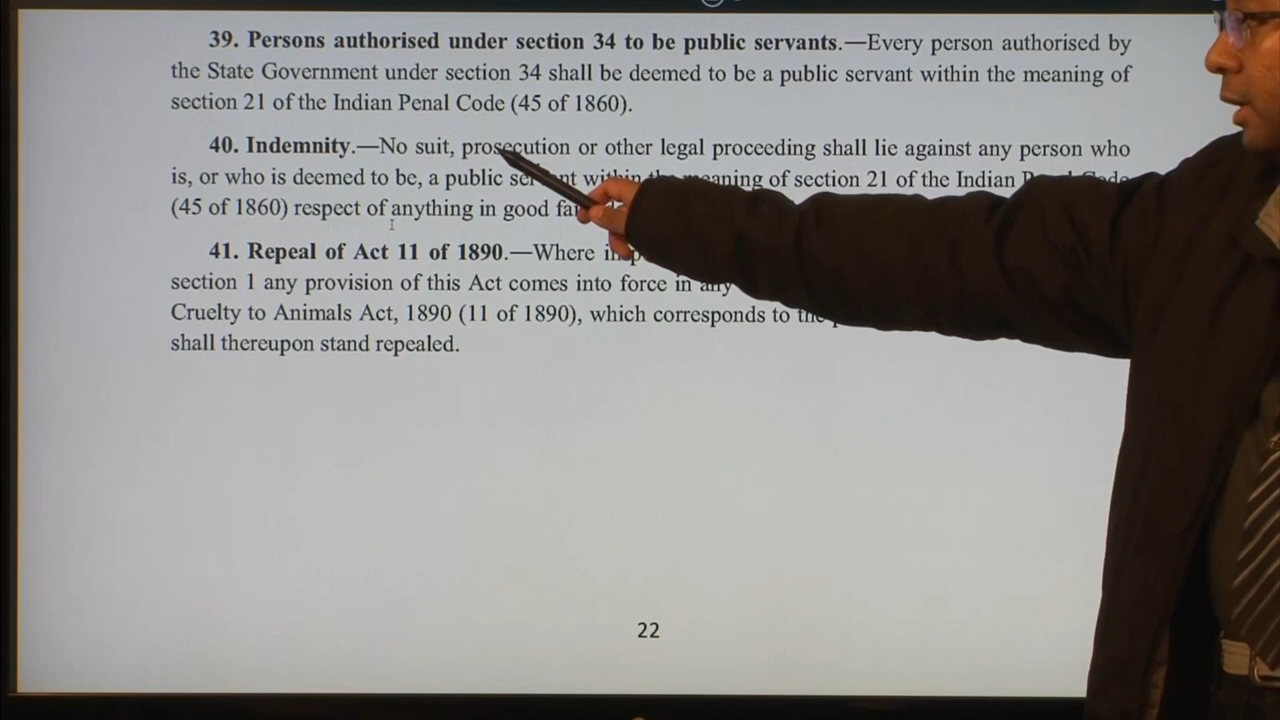 39. Persons authorised under section 34 to be public servants.—Every person authorised by
the State Government under section 34 shall be deemed to be a public servant within the meaning of
section 21 of the Indian Penal Code (45 of 1860).
40. Indemnity.—No suit, prosecution or other legal proceeding shall lie against any person who
is, or who is deemed to be, a public servant within the meaning of section 21 of the Indian
(45 of 1860) respect of anything in good
41. Repeal of Act 11 of 1890.—Where
section 1 any provision of this Act comes into force in any
Cruelty to Animals Act, 1890 (11 of 1890), which corresponds to the
shall thereupon stand repealed.
22